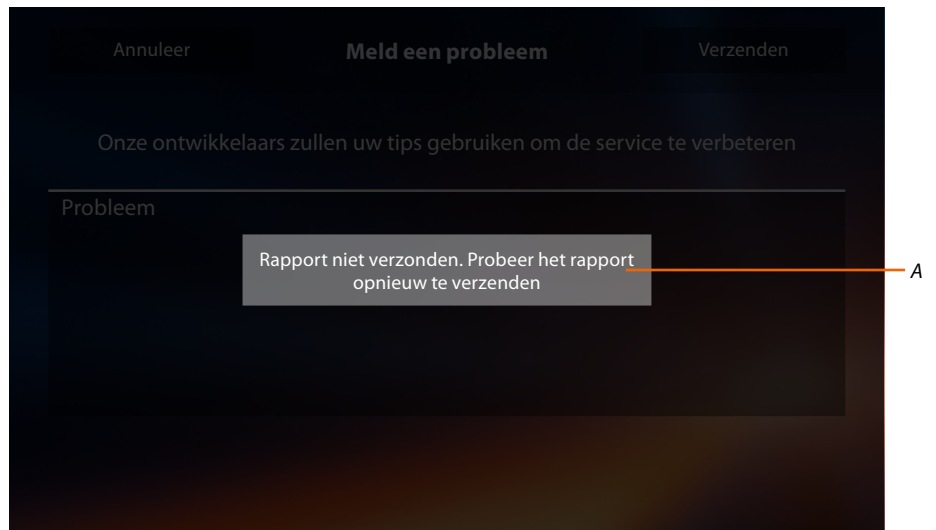 Annuleer
Meld een probleem
Verzenden
Onze ontwikkelaars zullen uw tips gebruiken om de service te verbeteren
Probleem
Rapport niet verzonden. Probeer het rapport
opnieuw te verzenden
A